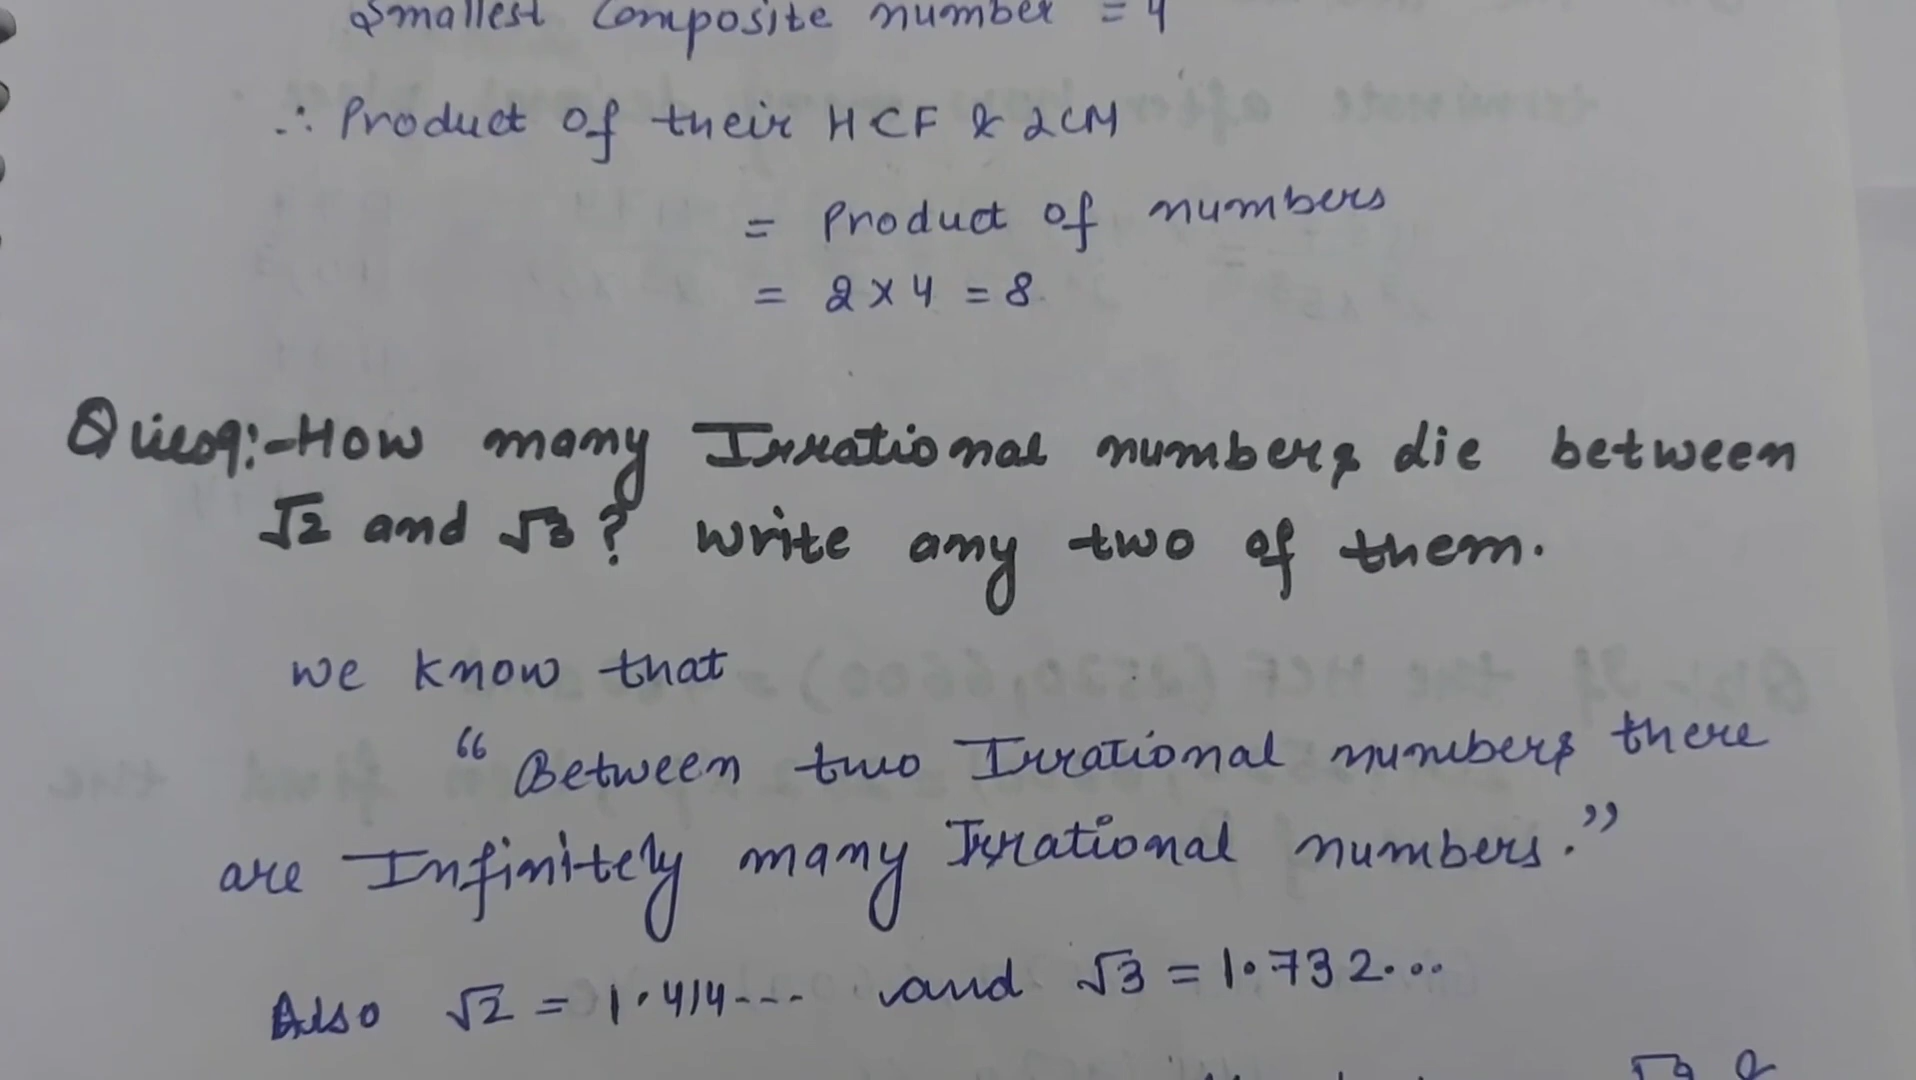 Smallest Composite number = 4
∴ Product of their HCF & LCM
= Product of numbers
= 2 × 4 = 8
Ques9:- How many Irrational numbers lie between
√2 and √3? Write any two of them.
we know that
“Between two Irrational numbers there
are Infinitely many Irrational numbers.”
Also √2 = 1.414--- and √3 = 1.732...